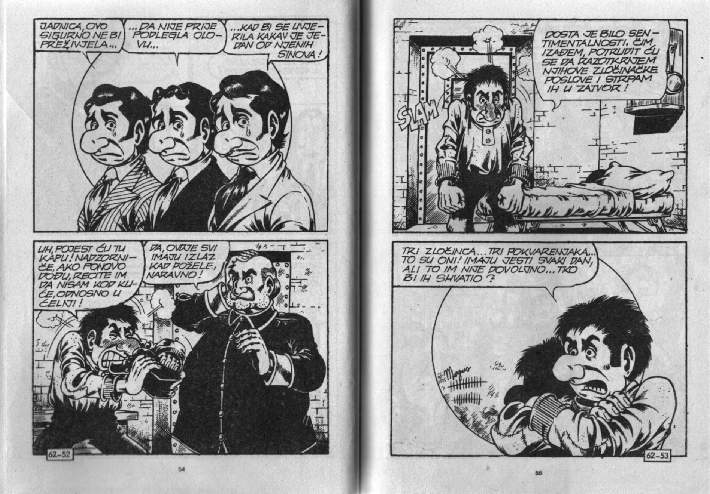 JADNICA, OVO
SIGURNO NE BI
PREŽIVJELA...
...DA NIJE PRIJE
PODLEGLA OLO-
VU...
...KAD BI SE UVJE-
RILA KAKAV JE JE-
DAN OD NJENIH
SINOVA!
UH, POJEST ĆU TU
KAPU! NADZORNI-
ČE, AKO PONOVO
DOĐU, RECITE IM
DA NISAM KOD KU-
ĆE, ODNOSNO U
ĆELIJI!
DA, OVDJE SVI
IMAJU IZLAZ
KAD POŽELE,
NARAVNO!
62-52
54
DOSTA JE BILO SEN-
TIMENTALNOSTI, ČIM
IZAĐEM, POTRUDIT ĆU
SE DA RAZOTKRIJEM
NJIHOVE ZLOČINAČKE
POSLOVE I STRPAM
IH U ZATVOR!
SLAM
TRI ZLOČINCA...TRI POKVARENJAKA...
TO SU ONI! IMAJU JESTI SVAKI DAN,
ALI TO IM NIJE DOVOLJNO...TKO
BI IH SHVATIO?
Magnus
62-53
55